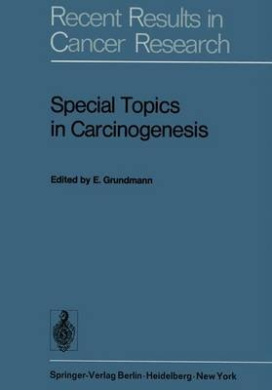 Recent Results in
Cancer Research
Special Topics
in Carcinogenesis
Edited by E. Grundmann
Springer-Verlag Berlin · Heidelberg · New York